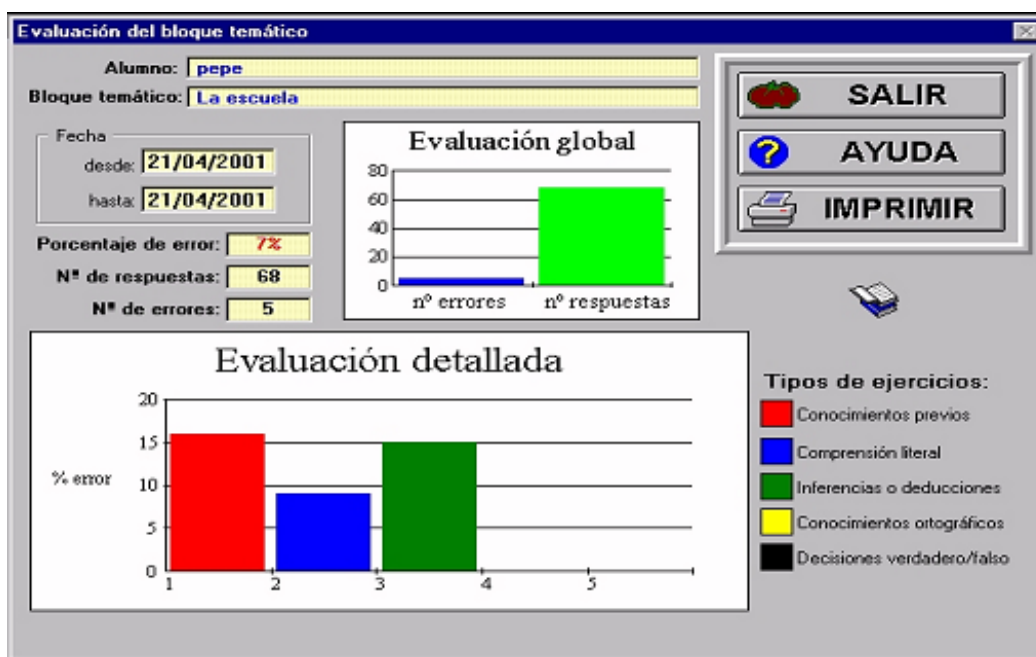 Evaluación del bloque temático
Alumno: pepe
Bloque temático: La escuela
SALIR
AYUDA
IMPRIMIR
Fecha
desde: 21/04/2001
hasta: 21/04/2001
Porcentaje de error: 7%
Nº de respuestas: 68
Nº de errores: 5
Evaluación global
80
60
40
20
0
nº errores nº respuestas
Evaluación detallada
20
15
% error
10
5
0
1 2 3 4 5
Tipos de ejercicios:
Conocimientos previos
Comprensión literal
Inferencias o deducciones
Conocimientos ortográficos
Decisiones verdadero/falso